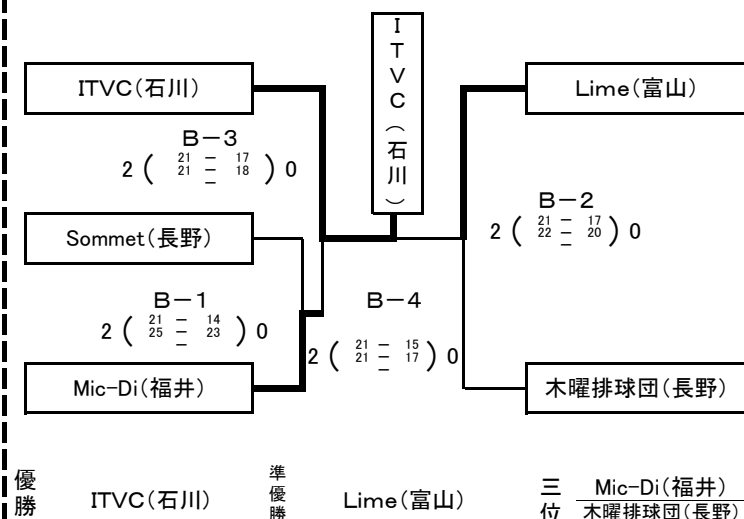 ITVC(石川)
ITVC(石川)
Lime(富山)
B-3
2 ( 21 - 17 ) 0
21 - 18
-
B-2
2 ( 21 - 17 ) 0
22 - 20
-
Sommet(長野)
B-1
2 ( 21 - 14 ) 0
25 - 23
-
B-4
2 ( 21 - 15 ) 0
21 - 17
-
Mic-Di(福井)
木曜排球団(長野)
優勝 ITVC(石川) 準優勝 Lime(富山) 三位 Mic-Di(福井)
木曜排球団(長野)